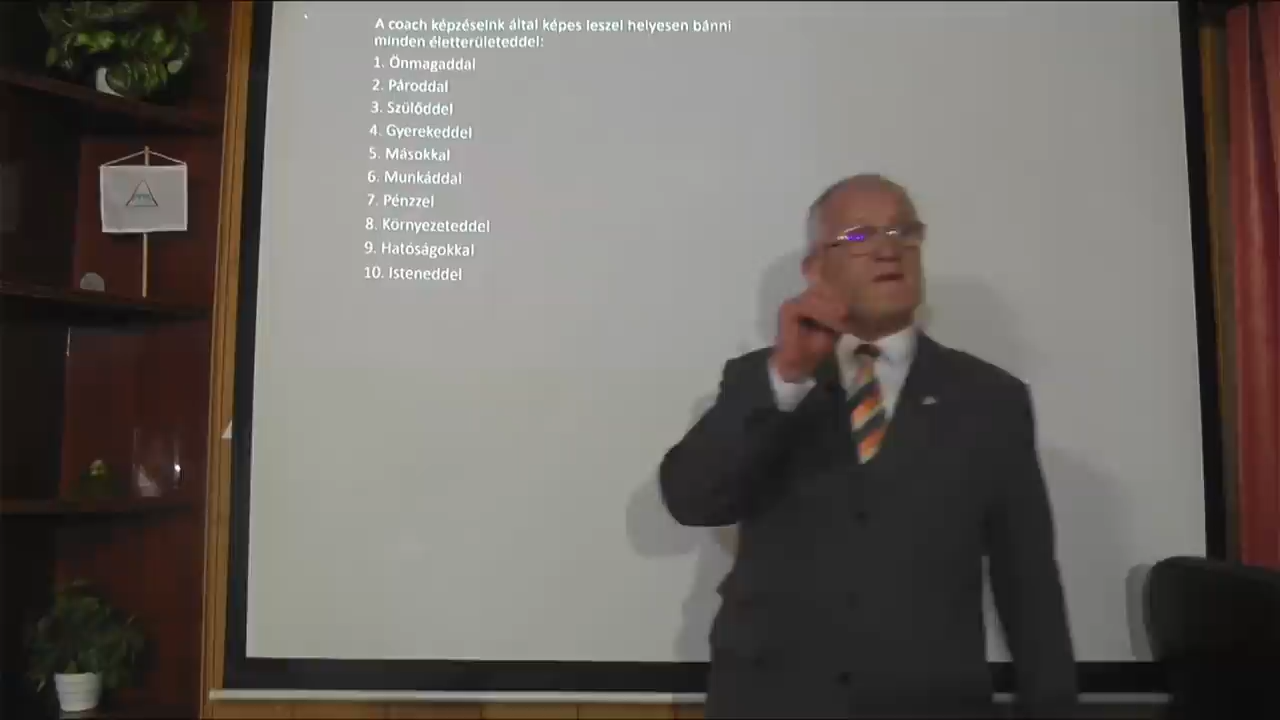 A coach képzéseink által képes leszel helyesen bánni
minden életterületeddel:
1. Önmagaddal
2. Pároddal
3. Szülőddel
4. Gyerekeddel
5. Másokkal
6. Munkáddal
7. Pénzzel
8. Környezeteddel
9. Hatóságokkal
10. Isteneddel